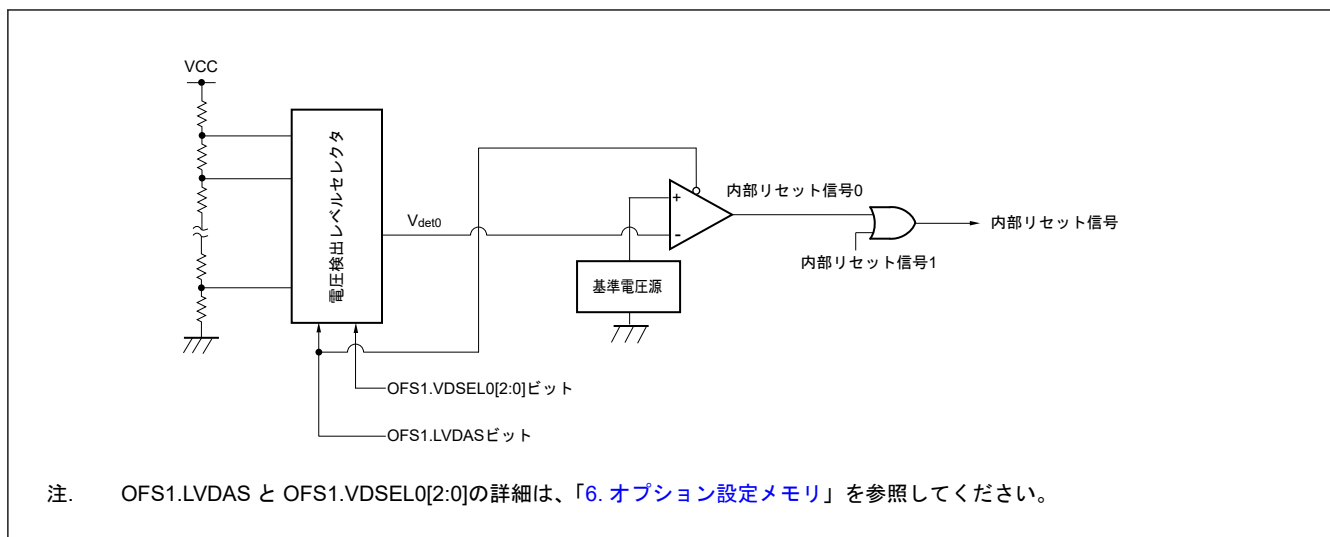 VCC
電圧検出レベルセレクタ
Vdet0
+
-
基準電圧源
内部リセット信号0
内部リセット信号1
内部リセット信号
OFS1.VDSEL0[2:0]ビット
OFS1.LVDASビット
注. OFS1.LVDAS と OFS1.VDSEL0[2:0]の詳細は、「6. オプション設定メモリ」を参照してください。